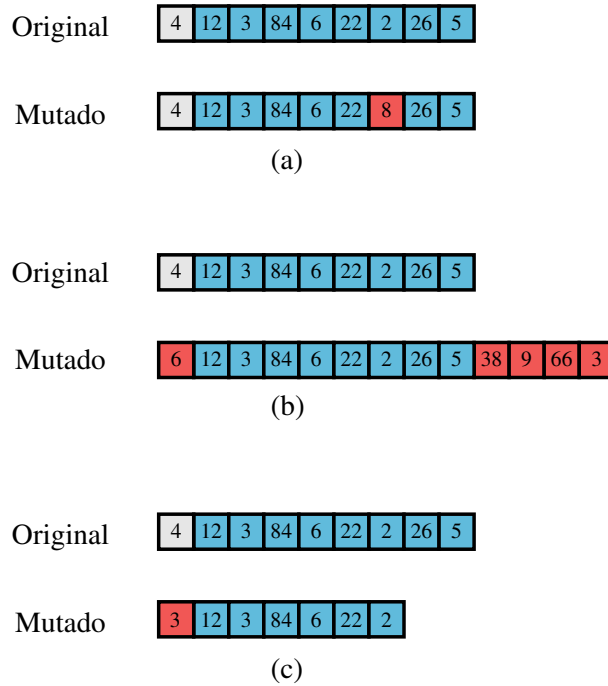 Original 4 12 3 84 6 22 2 26 5
Mutado 4 12 3 84 6 22 8 26 5
(a)
Original 4 12 3 84 6 22 2 26 5
Mutado 6 12 3 84 6 22 2 26 5 38 9 66 3
(b)
Original 4 12 3 84 6 22 2 26 5
Mutado 3 12 3 84 6 22 2
(c)